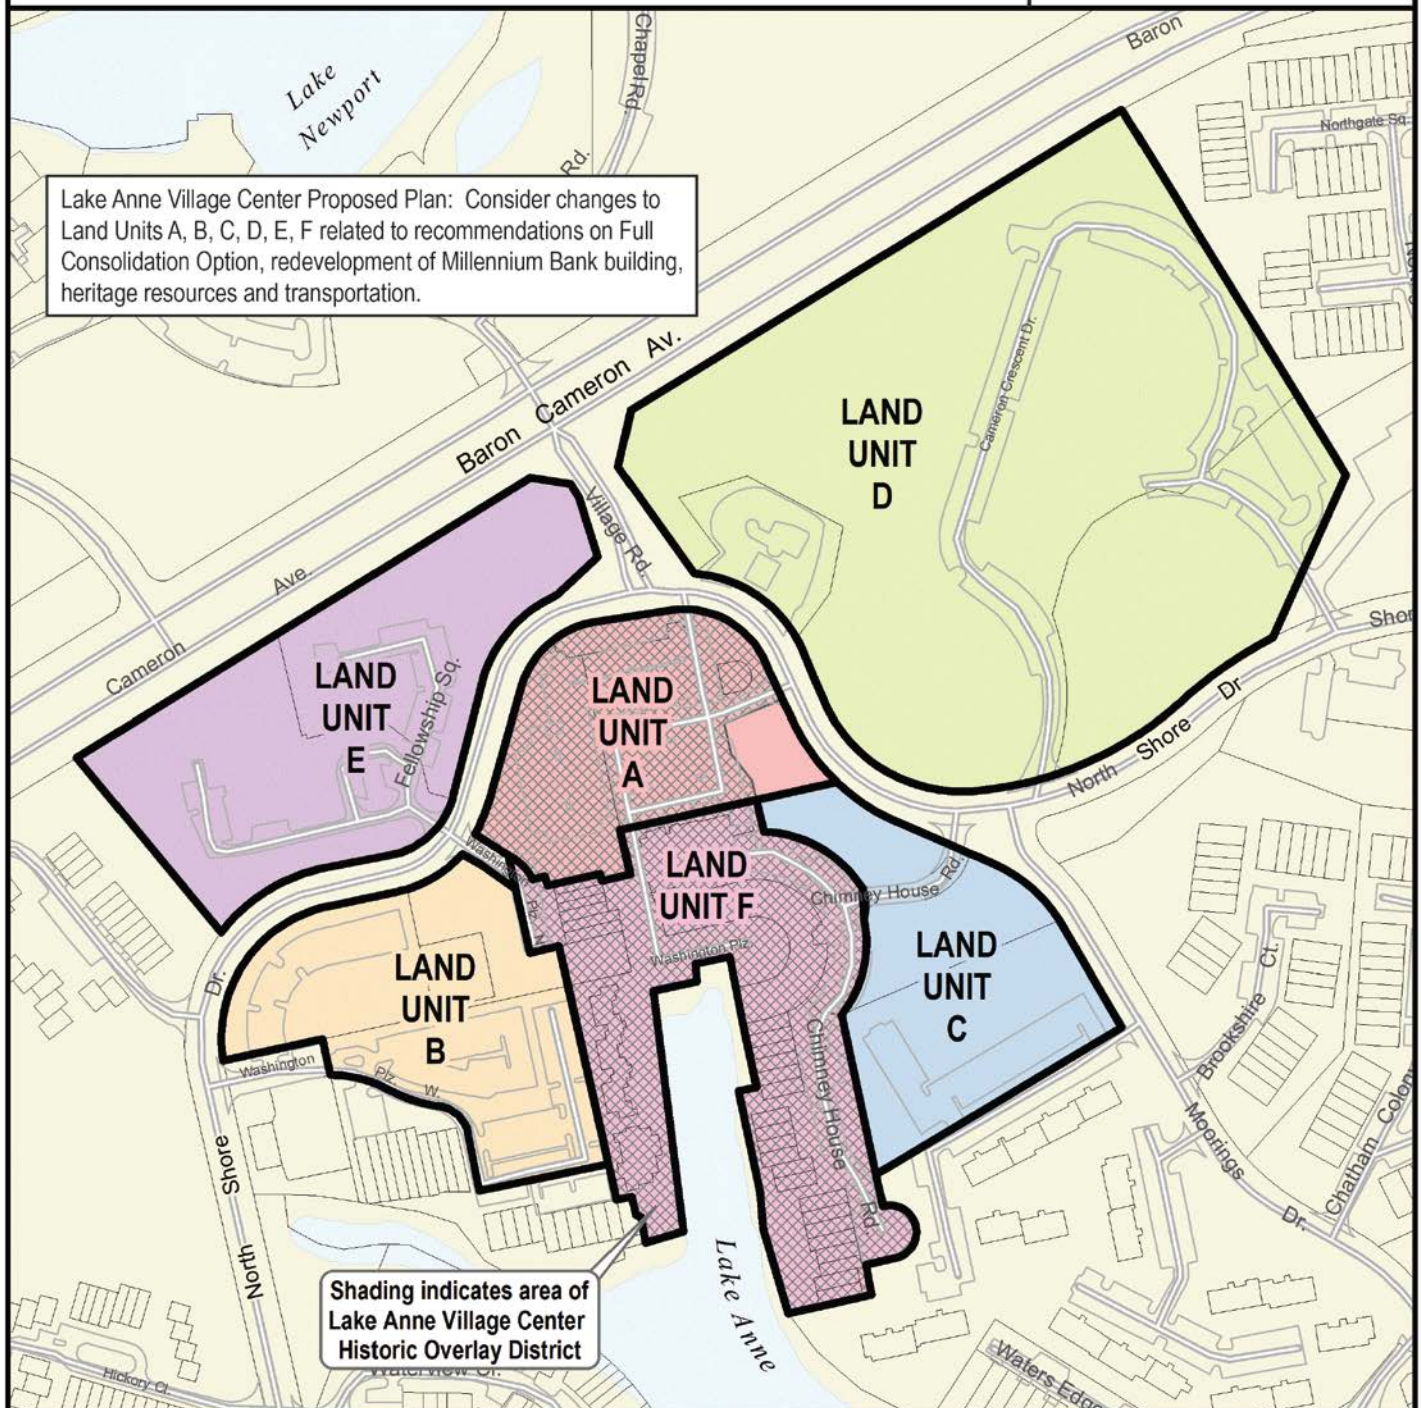 Baron
Chapel Rd.
Lake
Newport
Northgate Sq.
Rd.
Lake Anne Village Center Proposed Plan: Consider changes to
Land Units A, B, C, D, E, F related to recommendations on Full
Consolidation Option, redevelopment of Millennium Bank building,
heritage resources and transportation.
Baron Cameron Av.
Cameron Crescent Dr.
LAND
UNIT
D
Village Rd.
Cameron Ave.
Shor
LAND
UNIT
E
Fellowship Sq.
LAND
UNIT
A
North Shore Dr
Washington Plz. N.
LAND
UNIT F
Chimney House Rd.
Washington Plz.
LAND
UNIT
B
LAND
UNIT
C
Dr.
Washington Plz. W.
Chimney House Rd.
Brookshire Ct.
Moorings Dr.
Chatham Colon
North Shore
Lake Anne
Shading indicates area of
Lake Anne Village Center
Historic Overlay District
Hickory Ct.
Waters Edge